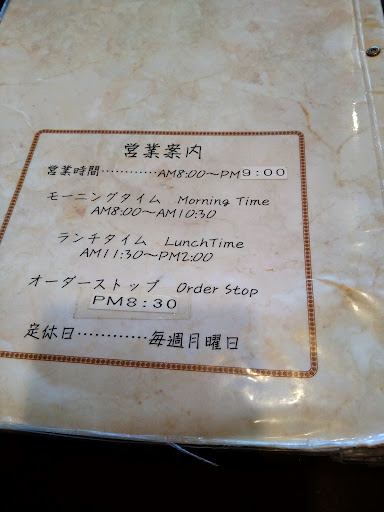 営業案内
営業時間…………AM8:00～PM9:00
モーニングタイム Morning Time
AM8:00～AM10:30
ランチタイム LunchTime
AM11:30～PM2:00
オーダーストップ Order Stop
PM8:30
定休日…………毎週月曜日